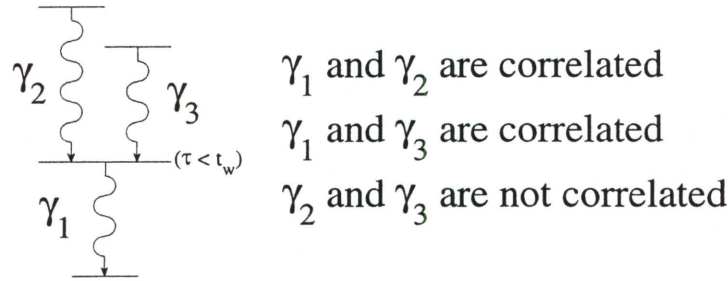 γ₂
γ₃
(τ < t_w)
γ₁
γ₁ and γ₂ are correlated
γ₁ and γ₃ are correlated
γ₂ and γ₃ are not correlated